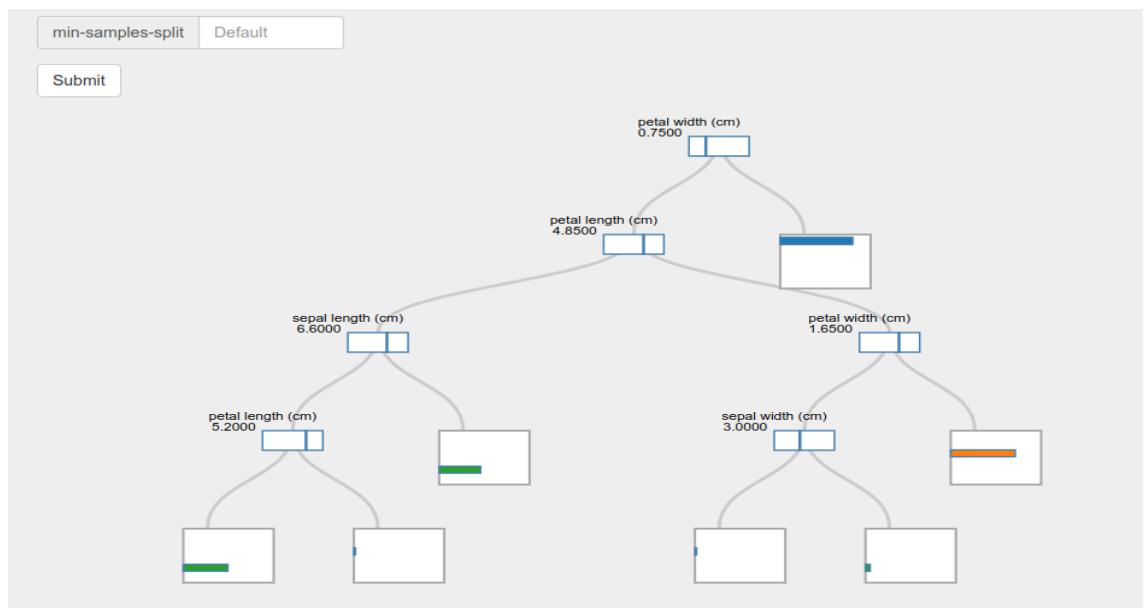 min-samples-split Default
Submit
petal width (cm)
0.7500
petal length (cm)
4.8500
sepal length (cm)
6.6000
petal width (cm)
1.6500
petal length (cm)
5.2000
sepal width (cm)
3.0000